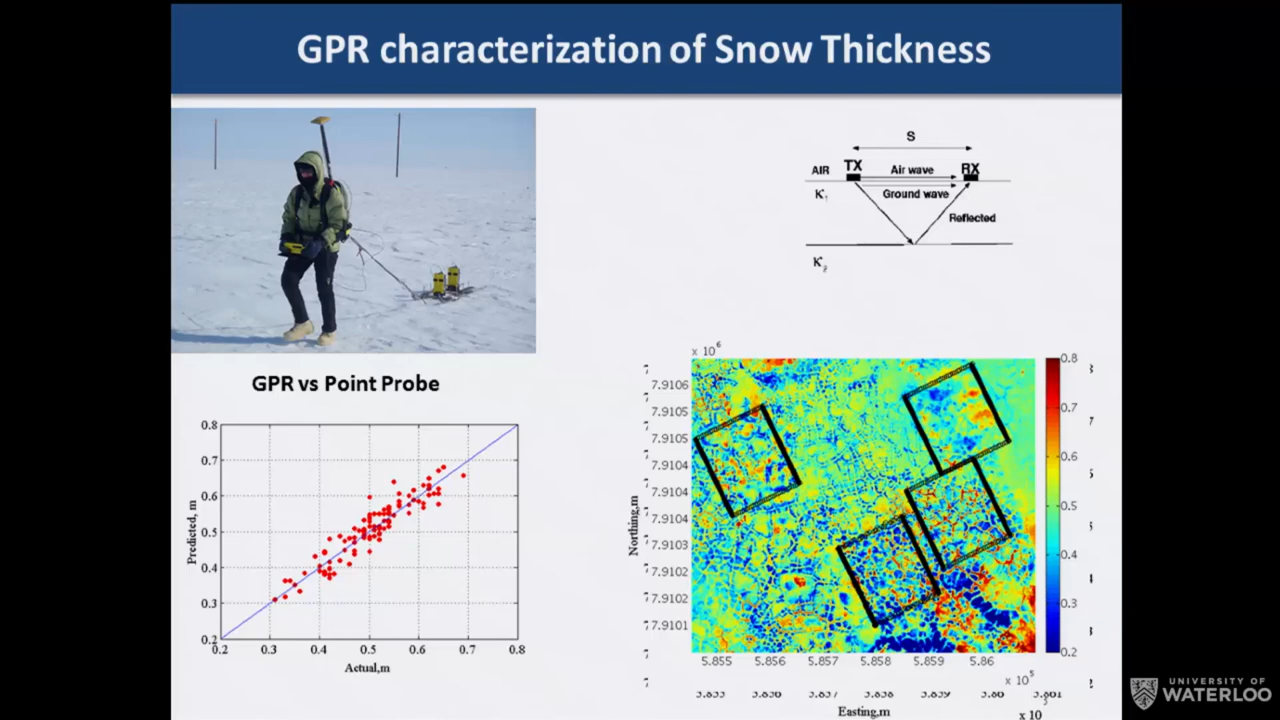 GPR characterization of Snow Thickness
S
AIR TX Air wave RX
K1 Ground wave
Reflected
K2
GPR vs Point Probe
Predicted, m
0.8
0.7
0.6
0.5
0.4
0.3
0.2
0.2 0.3 0.4 0.5 0.6 0.7 0.8
Actual,m
x 10^6
Northing,m
7.9106
7.9105
7.9105
7.9104
7.9104
7.9104
7.9103
7.9102
7.9102
7.9101
5.855 5.856 5.857 5.858 5.859 5.86
x 10^5
Easting,m
x 10
0.8
0.7
0.6
0.5
0.4
0.3
0.2
UNIVERSITY OF
WATERLOO